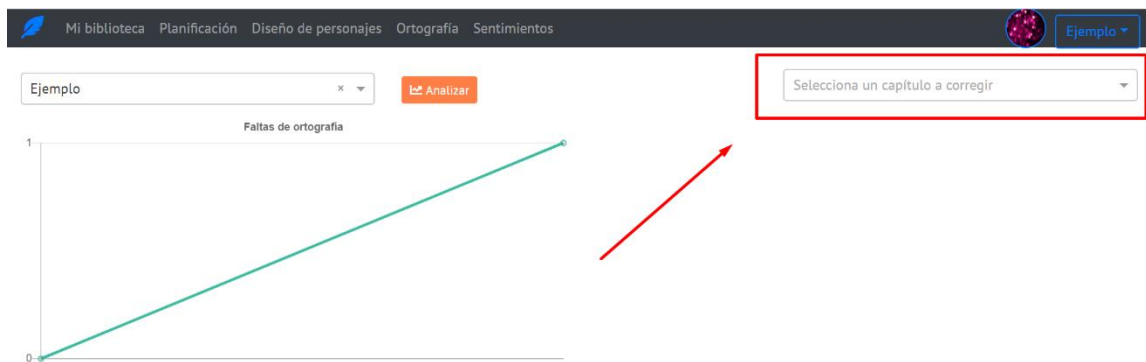 Mi biblioteca Planificación Diseño de personajes Ortografía Sentimientos Ejemplo
Ejemplo × Analizar Selecciona un capítulo a corregir
Faltas de ortografía
1
0